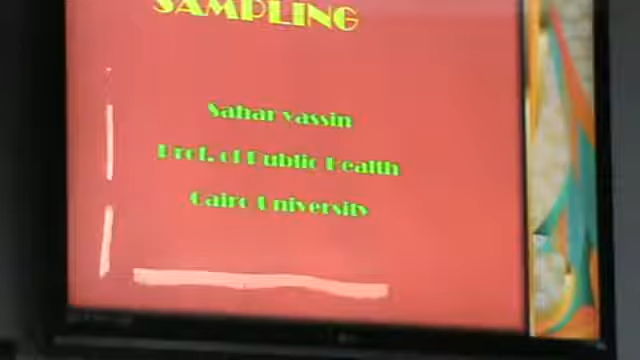 SAMPLING
Sahar yassin
Prof. of Public Health
Cairo University